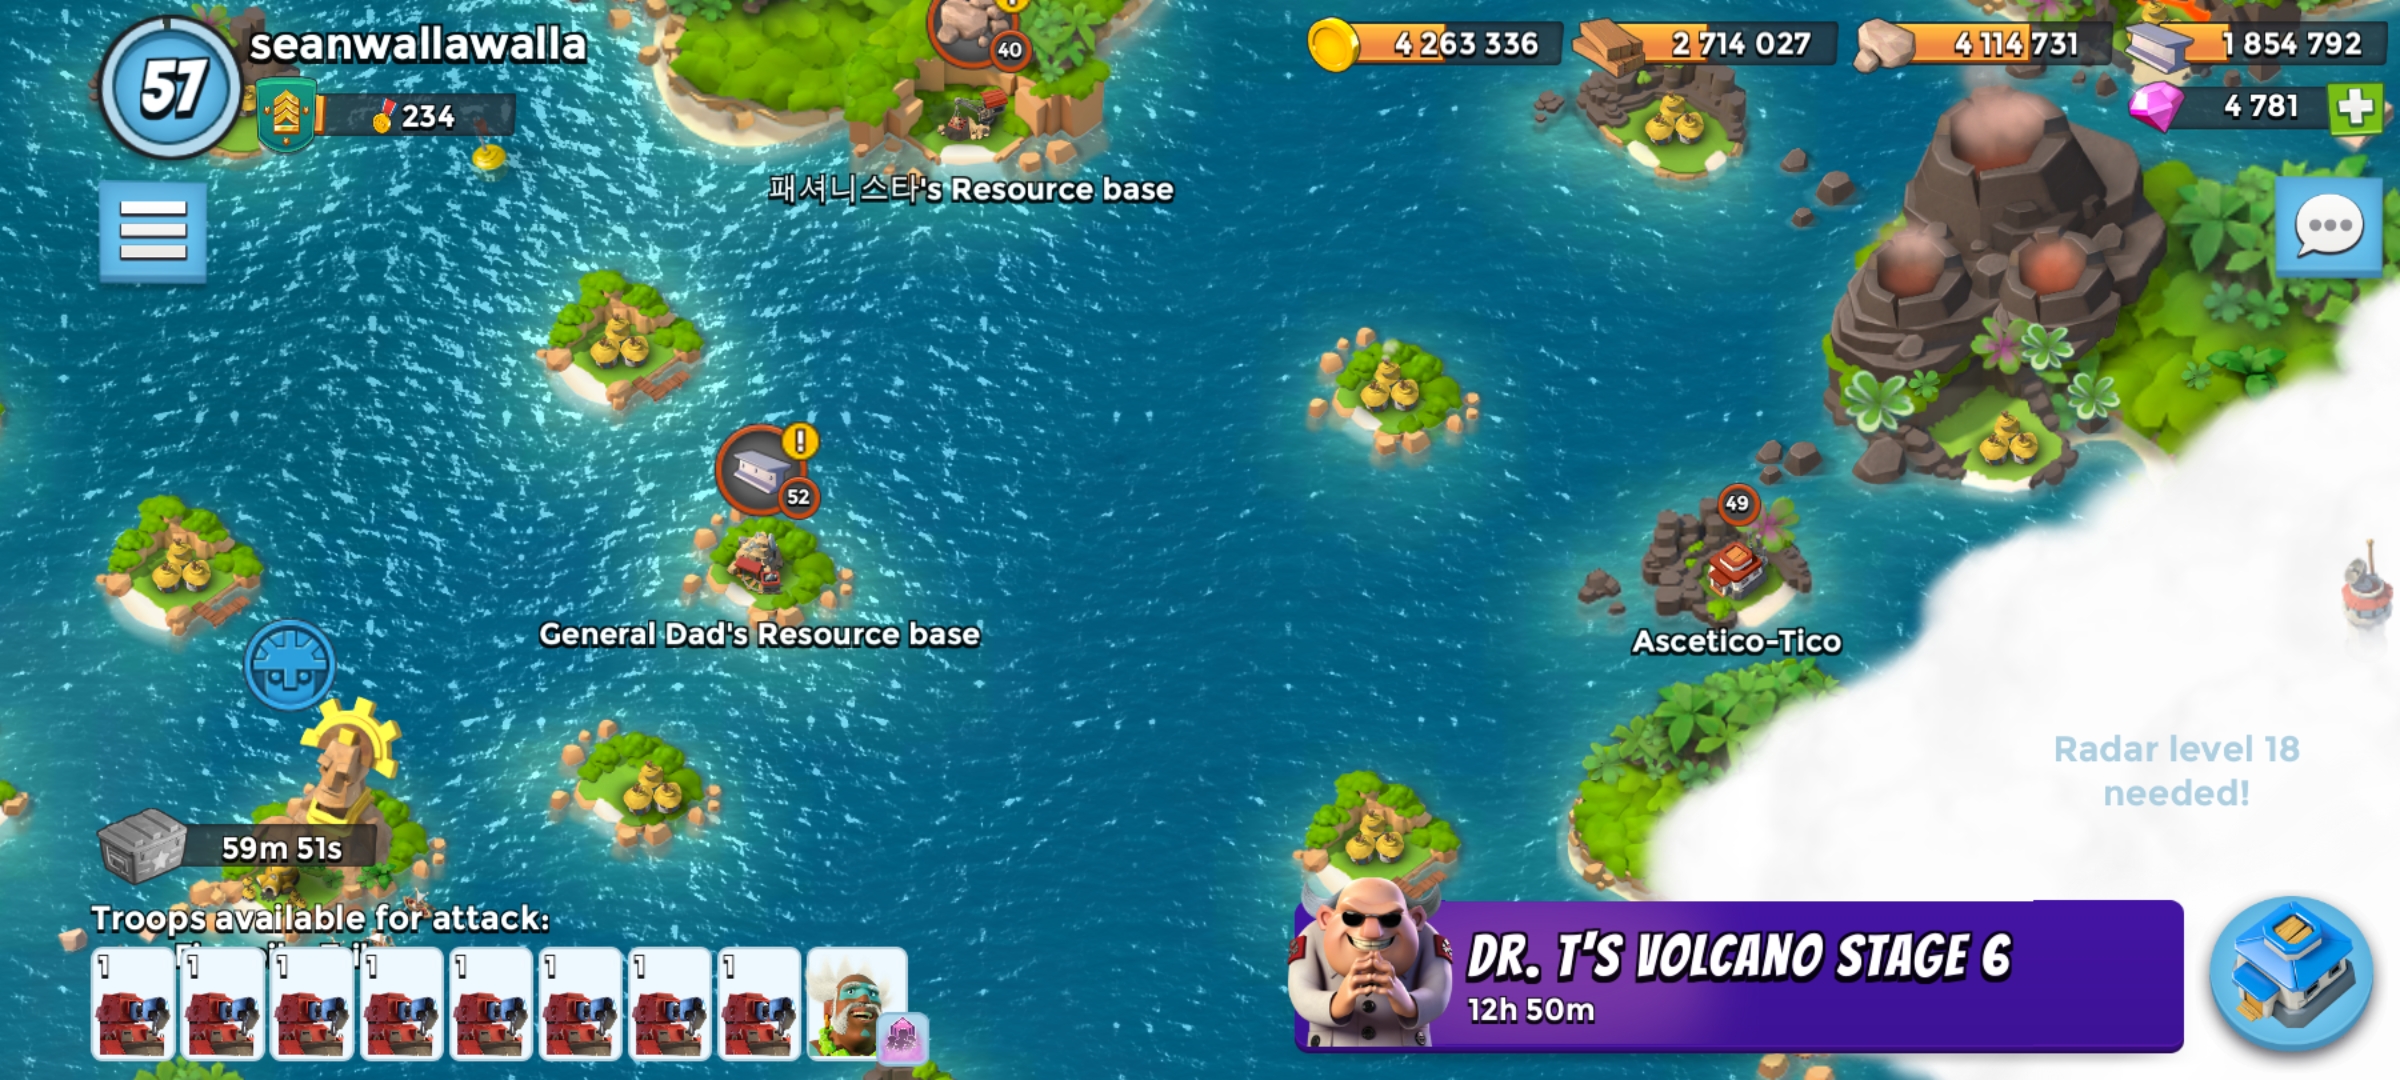 57
seanwallawalla
234
4 263 336
2 714 027
4 114 731
1 854 792
4 781
40
패셔니스타's Resource base
!
52
General Dad's Resource base
49
Ascetico-Tico
Radar level 18
needed!
59m 51s
Troops available for attack:
1
1
1
1
1
1
1
1
DR. T'S VOLCANO STAGE 6
12h 50m